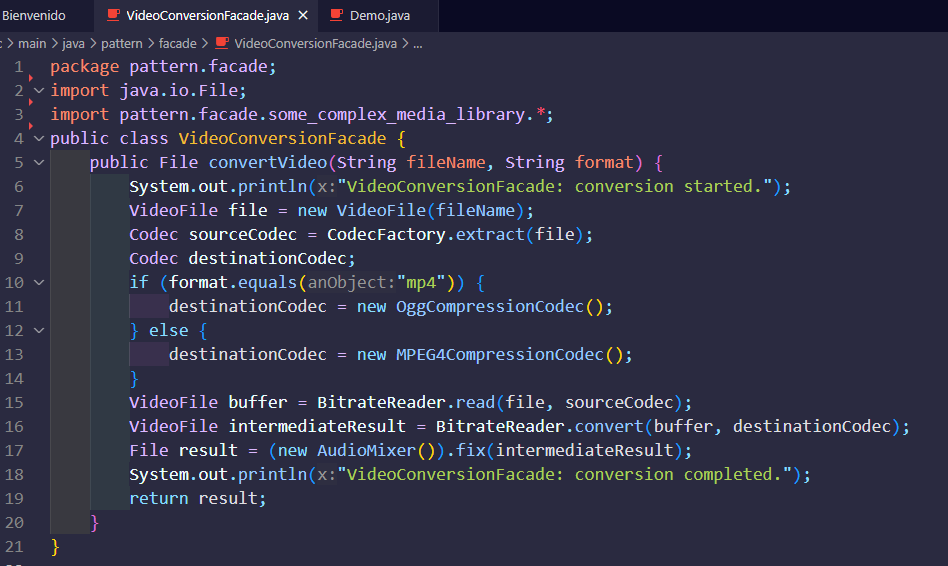 Bienvenido VideoConversionFacade.java × Demo.java
> main > java > pattern > facade > VideoConversionFacade.java > ...
1 package pattern.facade;
2 import java.io.File;
3 import pattern.facade.some_complex_media_library.*;
4 public class VideoConversionFacade {
5     public File convertVideo(String fileName, String format) {
6         System.out.println(x:"VideoConversionFacade: conversion started.");
7         VideoFile file = new VideoFile(fileName);
8         Codec sourceCodec = CodecFactory.extract(file);
9         Codec destinationCodec;
10         if (format.equals(anObject:"mp4")) {
11             destinationCodec = new OggCompressionCodec();
12         } else {
13             destinationCodec = new MPEG4CompressionCodec();
14         }
15         VideoFile buffer = BitrateReader.read(file, sourceCodec);
16         VideoFile intermediateResult = BitrateReader.convert(buffer, destinationCodec);
17         File result = (new AudioMixer()).fix(intermediateResult);
18         System.out.println(x:"VideoConversionFacade: conversion completed.");
19         return result;
20     }
21 }